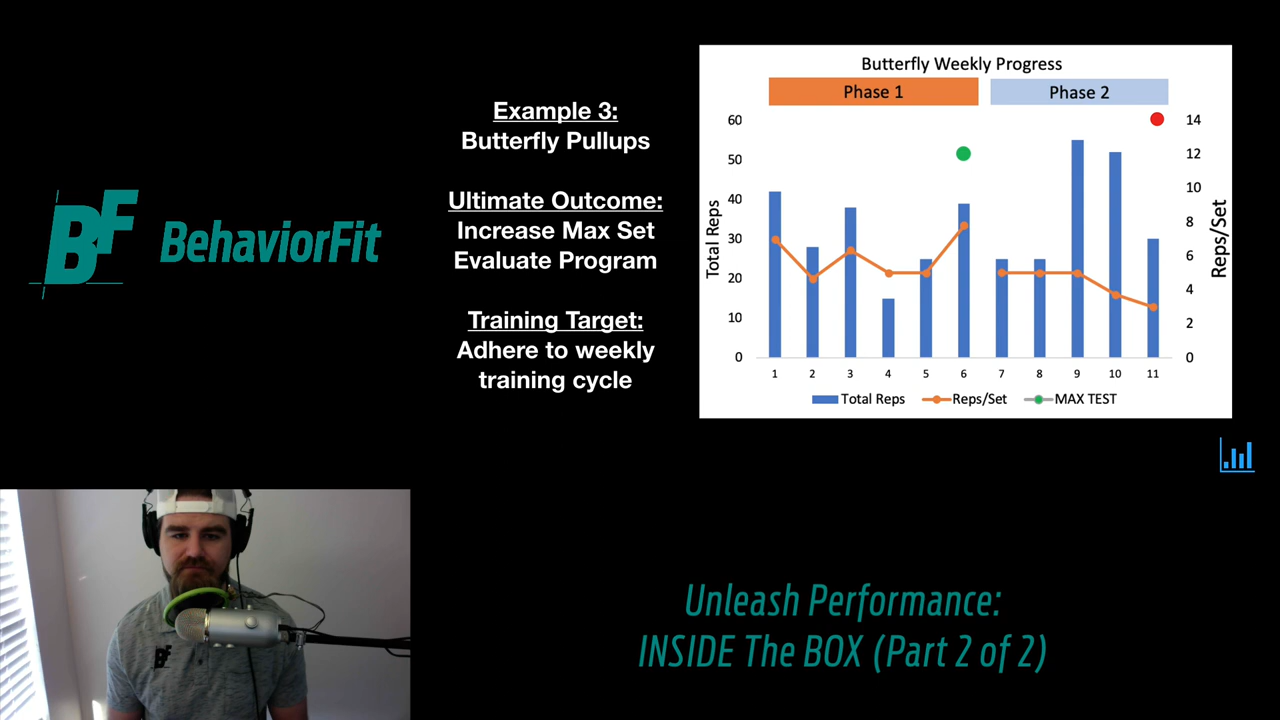 BF BehaviorFit
Example 3:
Butterfly Pullups
Ultimate Outcome:
Increase Max Set
Evaluate Program
Training Target:
Adhere to weekly
training cycle
Butterfly Weekly Progress
Phase 1 Phase 2
Total Reps
60
50
40
30
20
10
0
14
12
10
8
6
4
2
0
Reps/Set
1 2 3 4 5 6 7 8 9 10 11
Total Reps Reps/Set MAX TEST
BF
Unleash Performance:
INSIDE The BOX (Part 2 of 2)